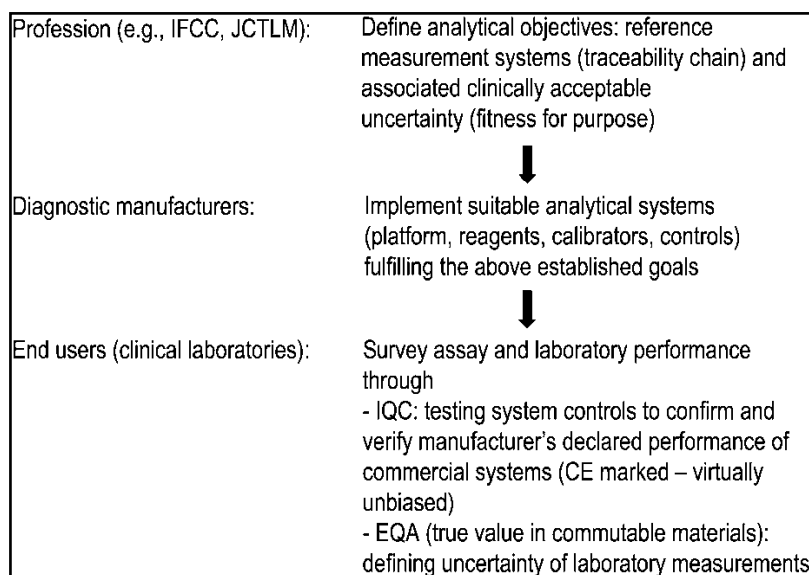 Profession (e.g., IFCC, JCTLM):
Define analytical objectives: reference
measurement systems (traceability chain) and
associated clinically acceptable
uncertainty (fitness for purpose)
Diagnostic manufacturers:
Implement suitable analytical systems
(platform, reagents, calibrators, controls)
fulfilling the above established goals
End users (clinical laboratories):
Survey assay and laboratory performance
through
- IQC: testing system controls to confirm and
verify manufacturer's declared performance of
commercial systems (CE marked – virtually
unbiased)
- EQA (true value in commutable materials):
defining uncertainty of laboratory measurements